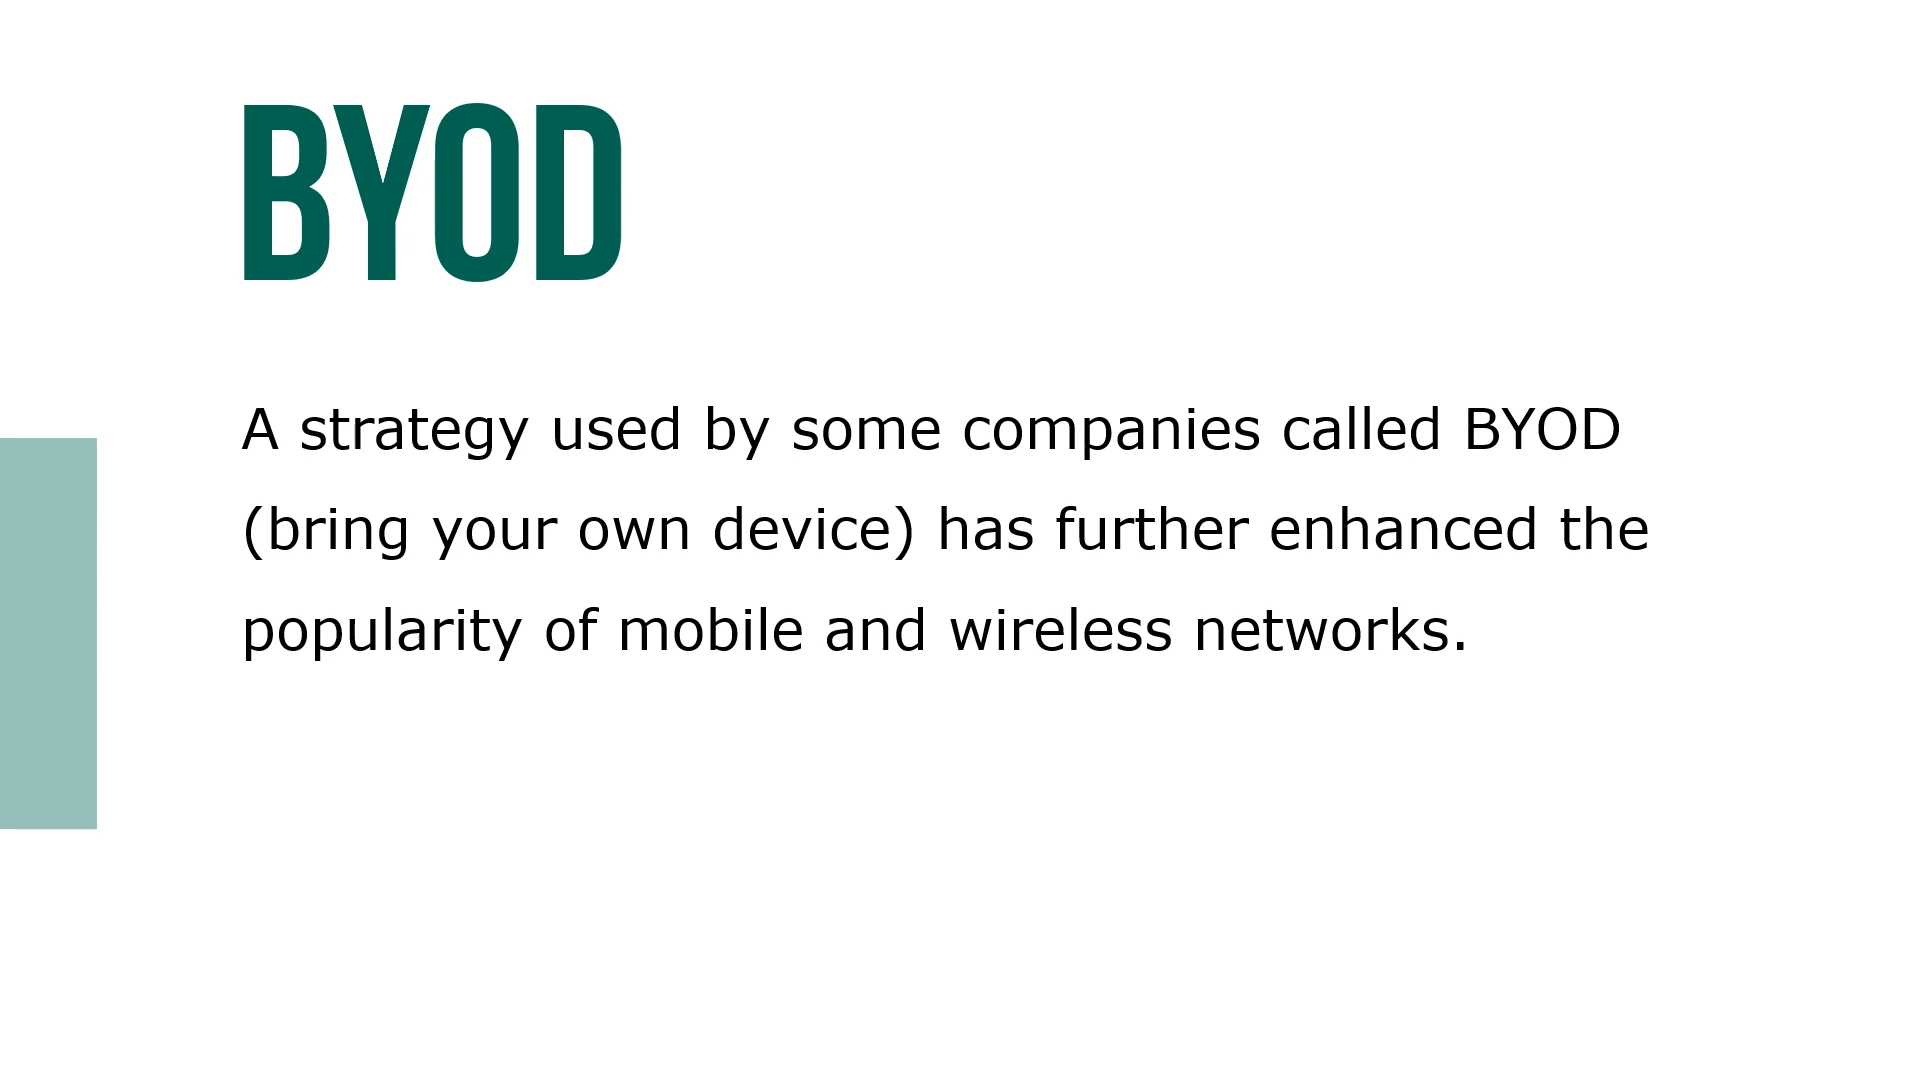 BYOD
A strategy used by some companies called BYOD
(bring your own device) has further enhanced the
popularity of mobile and wireless networks.